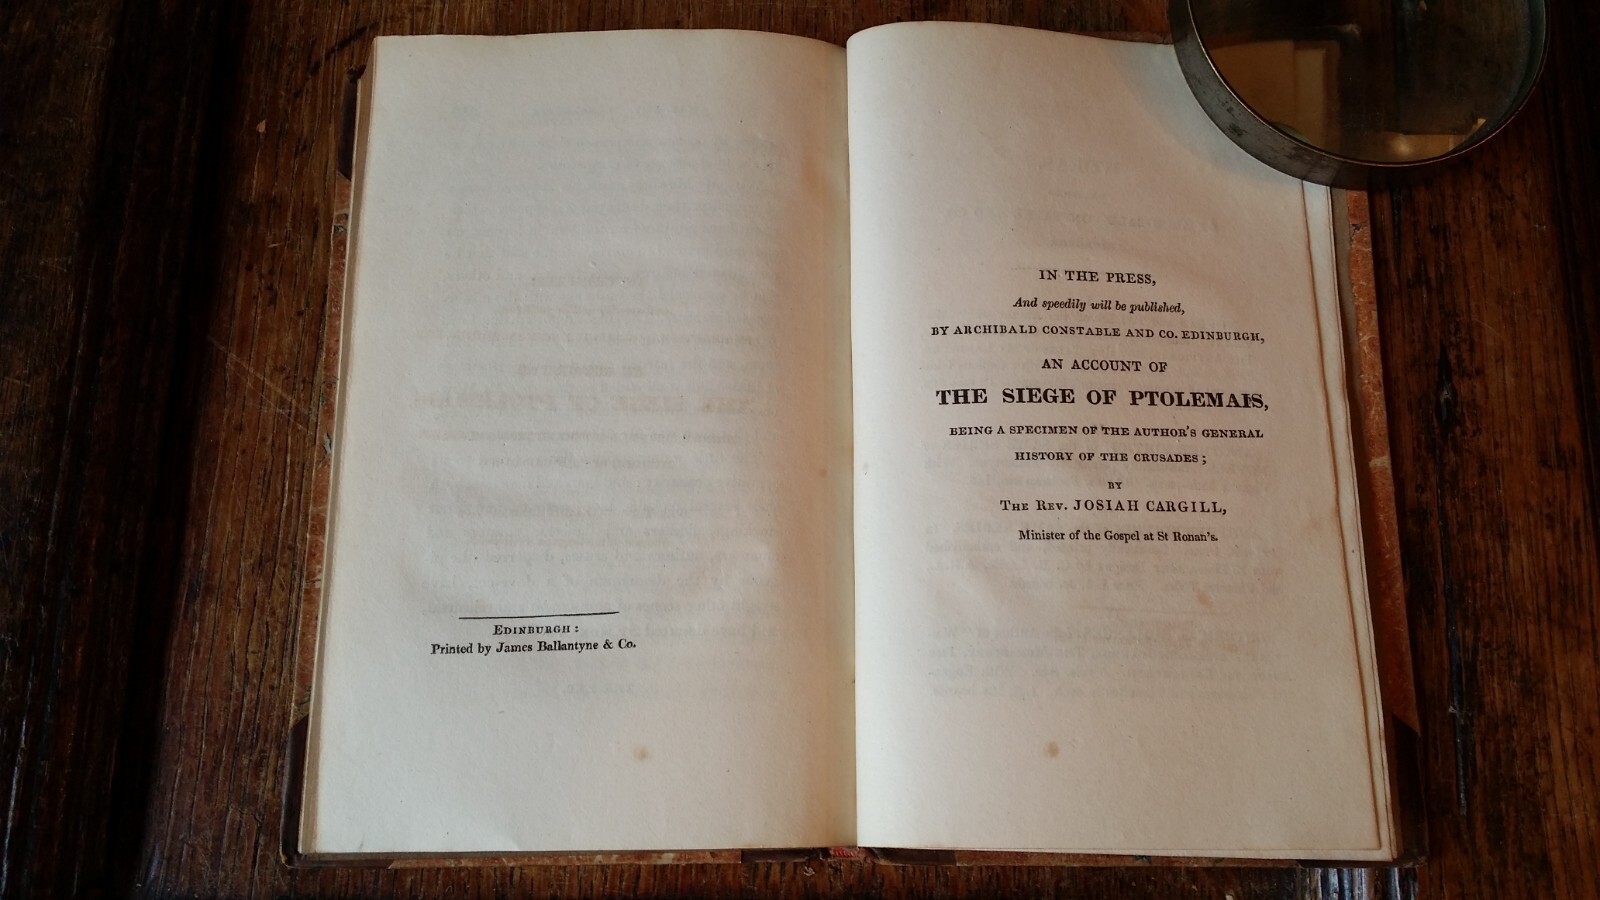 EDINBURGH:
Printed by James Ballantyne & Co.
IN THE PRESS,
And speedily will be published,
BY ARCHIBALD CONSTABLE AND CO. EDINBURGH,
AN ACCOUNT OF
THE SIEGE OF PTOLEMAIS,
BEING A SPECIMEN OF THE AUTHOR'S GENERAL
HISTORY OF THE CRUSADES;
BY
THE REV. JOSIAH CARGILL,
Minister of the Gospel at St Ronan's.